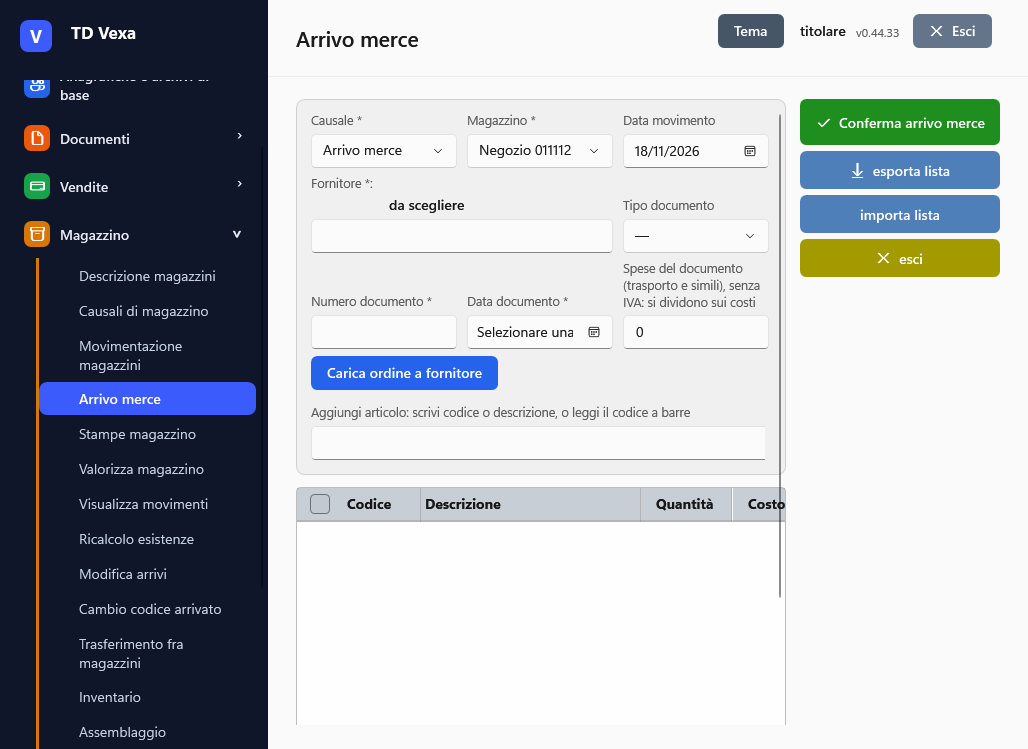 V
TD Vexa
base
Documenti
Vendite
Magazzino
Descrizione magazzini
Causali di magazzino
Movimentazione
magazzini
Arrivo merce
Stampe magazzino
Valorizza magazzino
Visualizza movimenti
Ricalcolo esistenze
Modifica arrivi
Cambio codice arrivato
Trasferimento fra
magazzini
Inventario
Assemblaggio
Arrivo merce
Tema
titolare
v0.44.33
Esci
Causale *
Magazzino *
Data movimento
Arrivo merce
Negozio 011112
18/11/2026
Fornitore *:
da scegliere
Tipo documento
—
Numero documento *
Data documento *
Spese del documento
(trasporto e simili), senza
IVA: si dividono sui costi
Selezionare una
0
Carica ordine a fornitore
Aggiungi articolo: scrivi codice o descrizione, o leggi il codice a barre
Codice
Descrizione
Quantità
Costo
Conferma arrivo merce
esporta lista
importa lista
esci